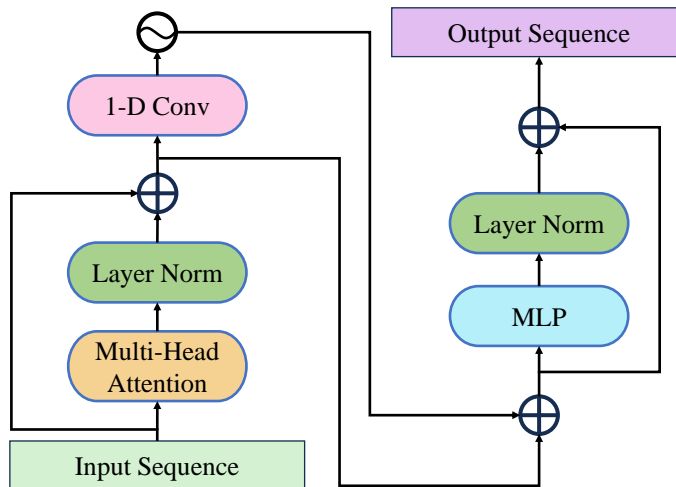 Output Sequence
1-D Conv
Layer Norm
Layer Norm
MLP
Multi-Head
Attention
Input Sequence